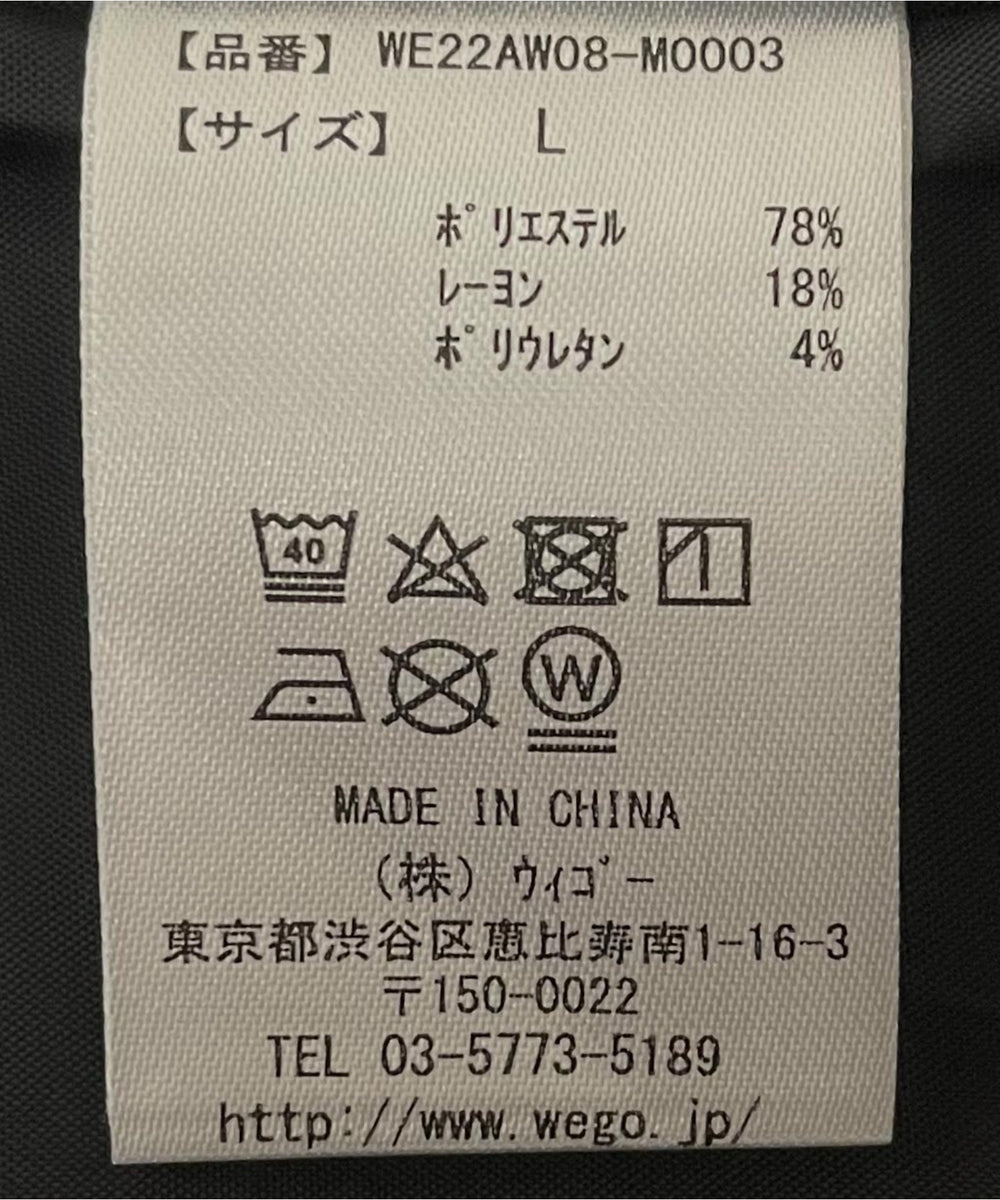 【品番】 WE22AW08-M0003
【サイズ】 L
ﾎﾟﾘｴｽﾃﾙ 78%
ﾚｰﾖﾝ 18%
ﾎﾟﾘｳﾚﾀﾝ 4%
40
W
MADE IN CHINA
(株) ｳｨｺﾞｰ
東京都渋谷区恵比寿南1-16-3
〒150-0022
TEL 03-5773-5189
http://www.wego.jp/